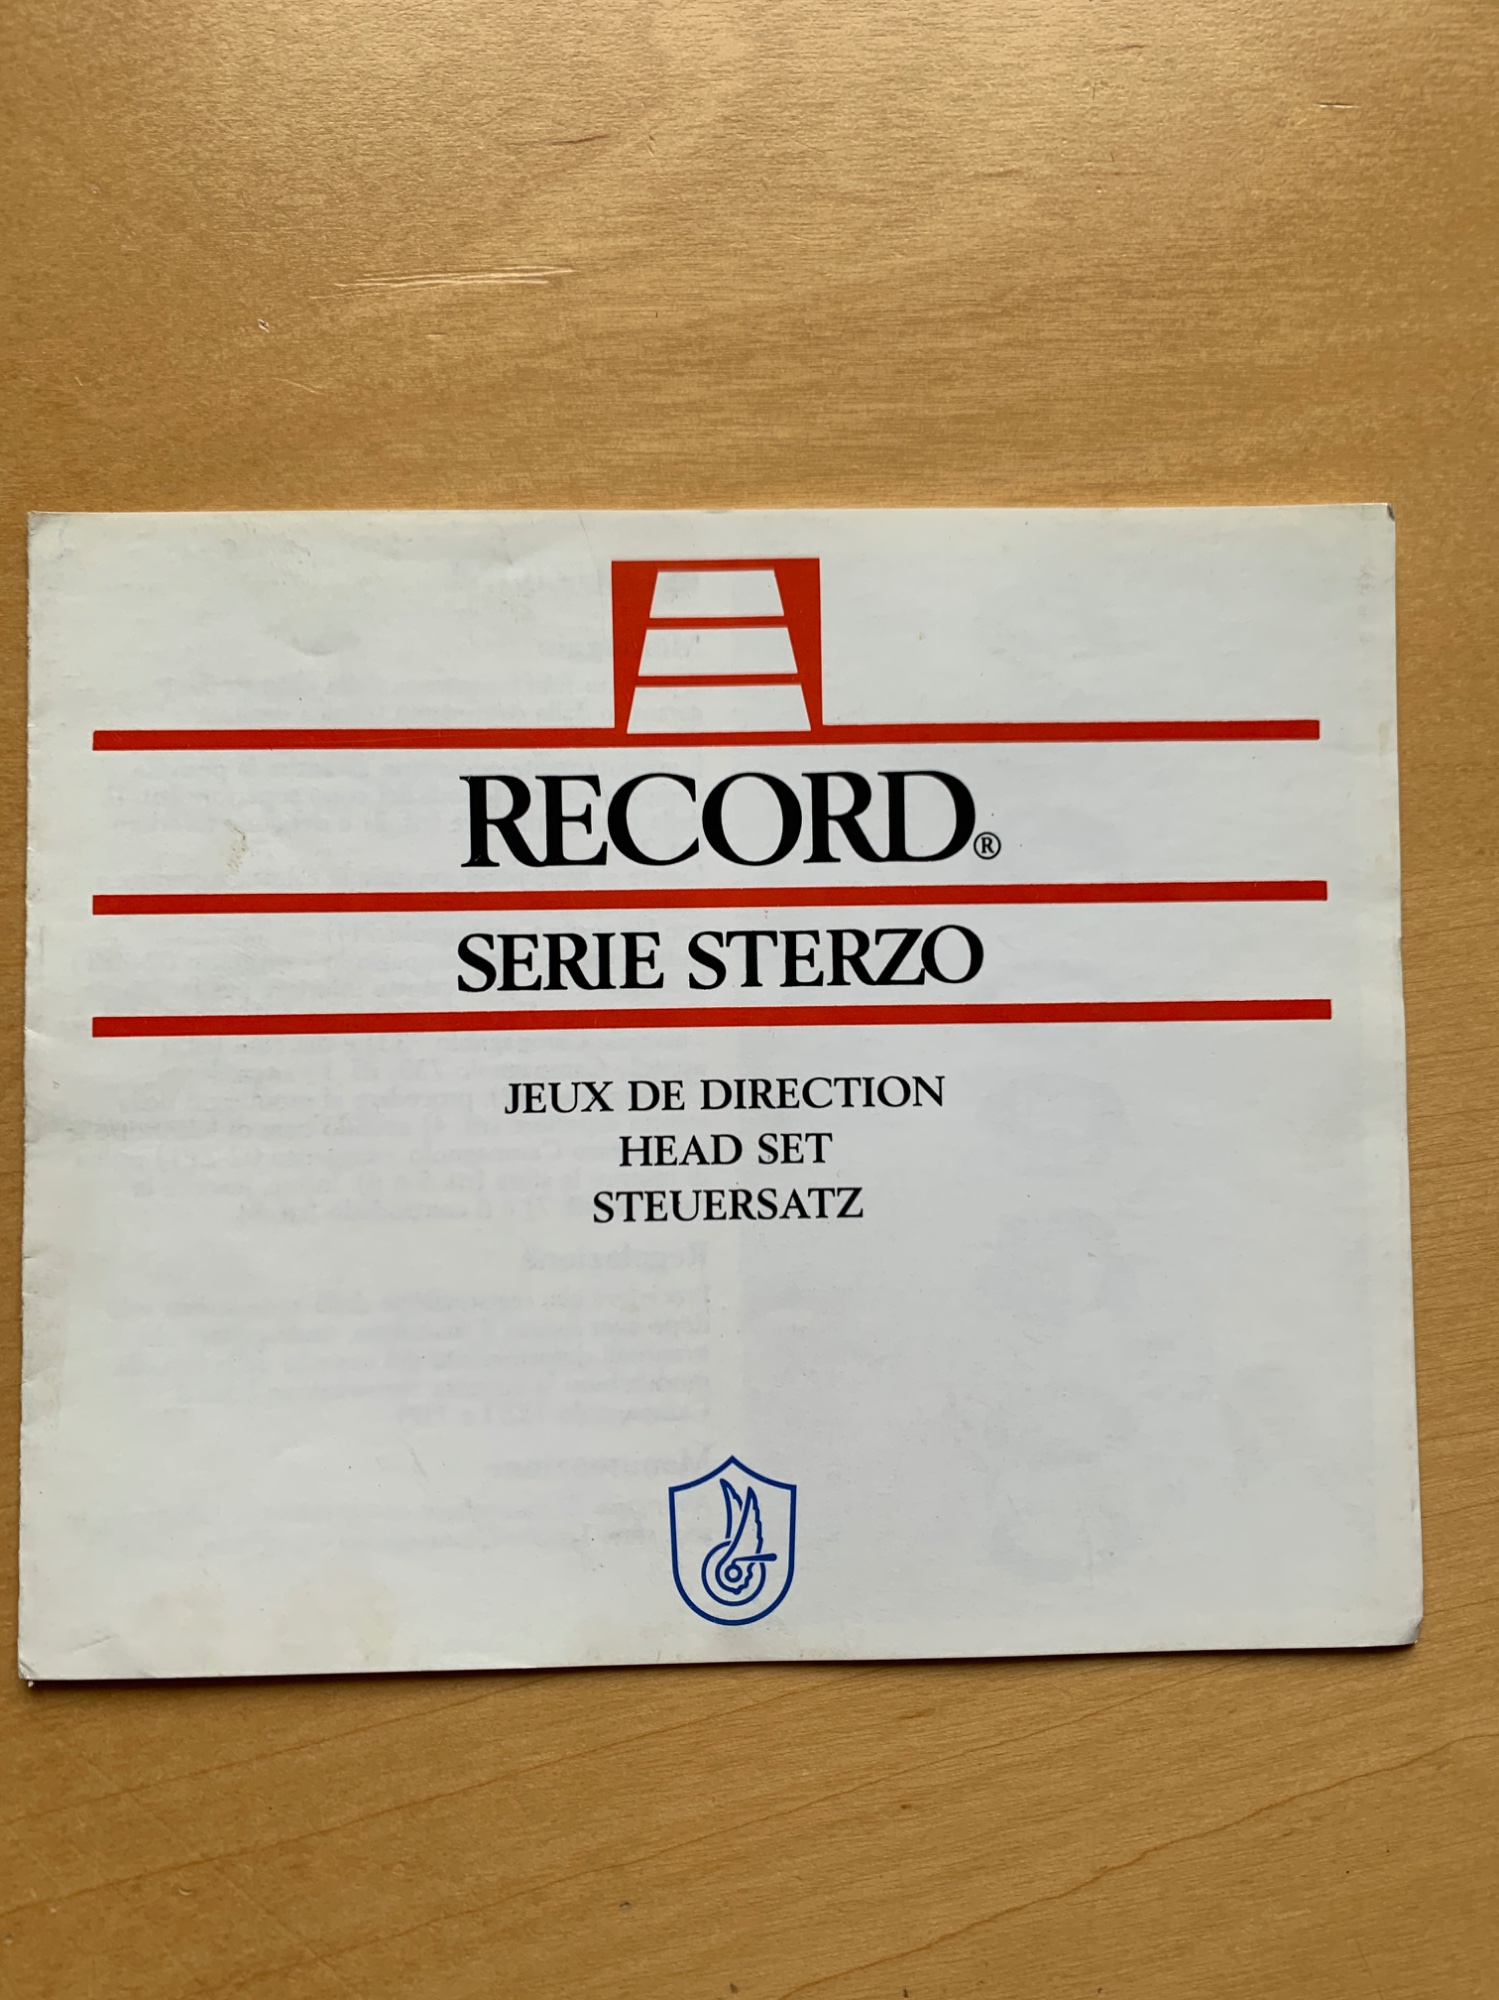 RECORD®
SERIE STERZO
JEUX DE DIRECTION
HEAD SET
STEUERSATZ